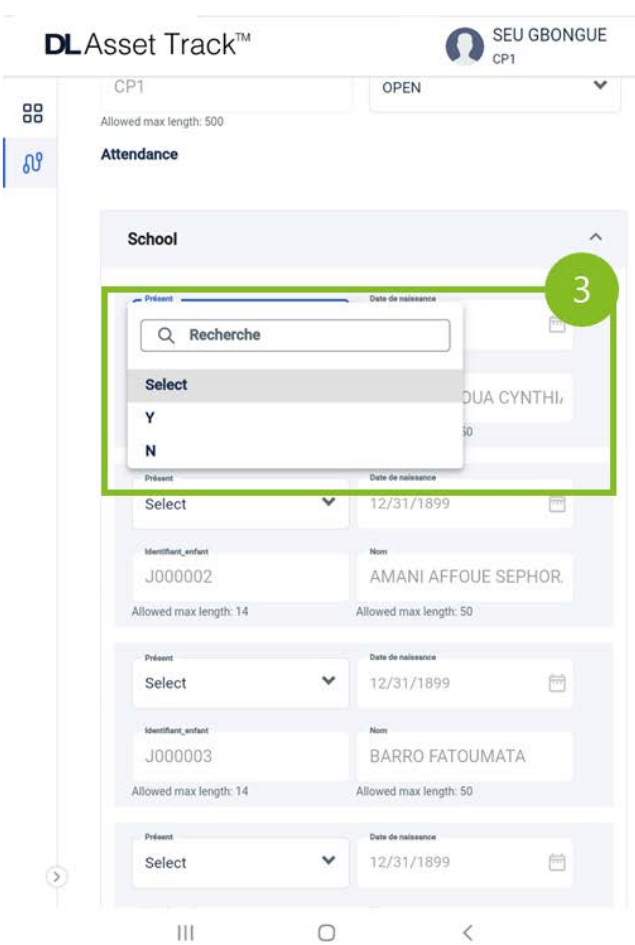 DL Asset Track™
SEU GBONGUE
CP1
CP1
OPEN
Allowed max length: 500
Attendance
School
3
Présent
Date de naissance
Recherche
Select
Y
N
OUA CYNTHI
50
Présent
Date de naissance
Select
12/31/1899
Identifiant_enfant
Nom
J000002
AMANI AFFOUE SEPHOR
Allowed max length: 14
Allowed max length: 50
Présent
Date de naissance
Select
12/31/1899
Identifiant_enfant
Nom
J000003
BARRO FATOUMATA
Allowed max length: 14
Allowed max length: 50
Présent
Date de naissance
Select
12/31/1899